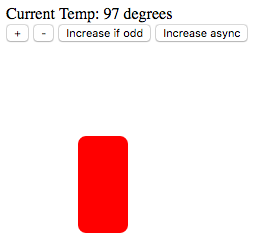 Current Temp: 97 degrees
+ - Increase if odd Increase async